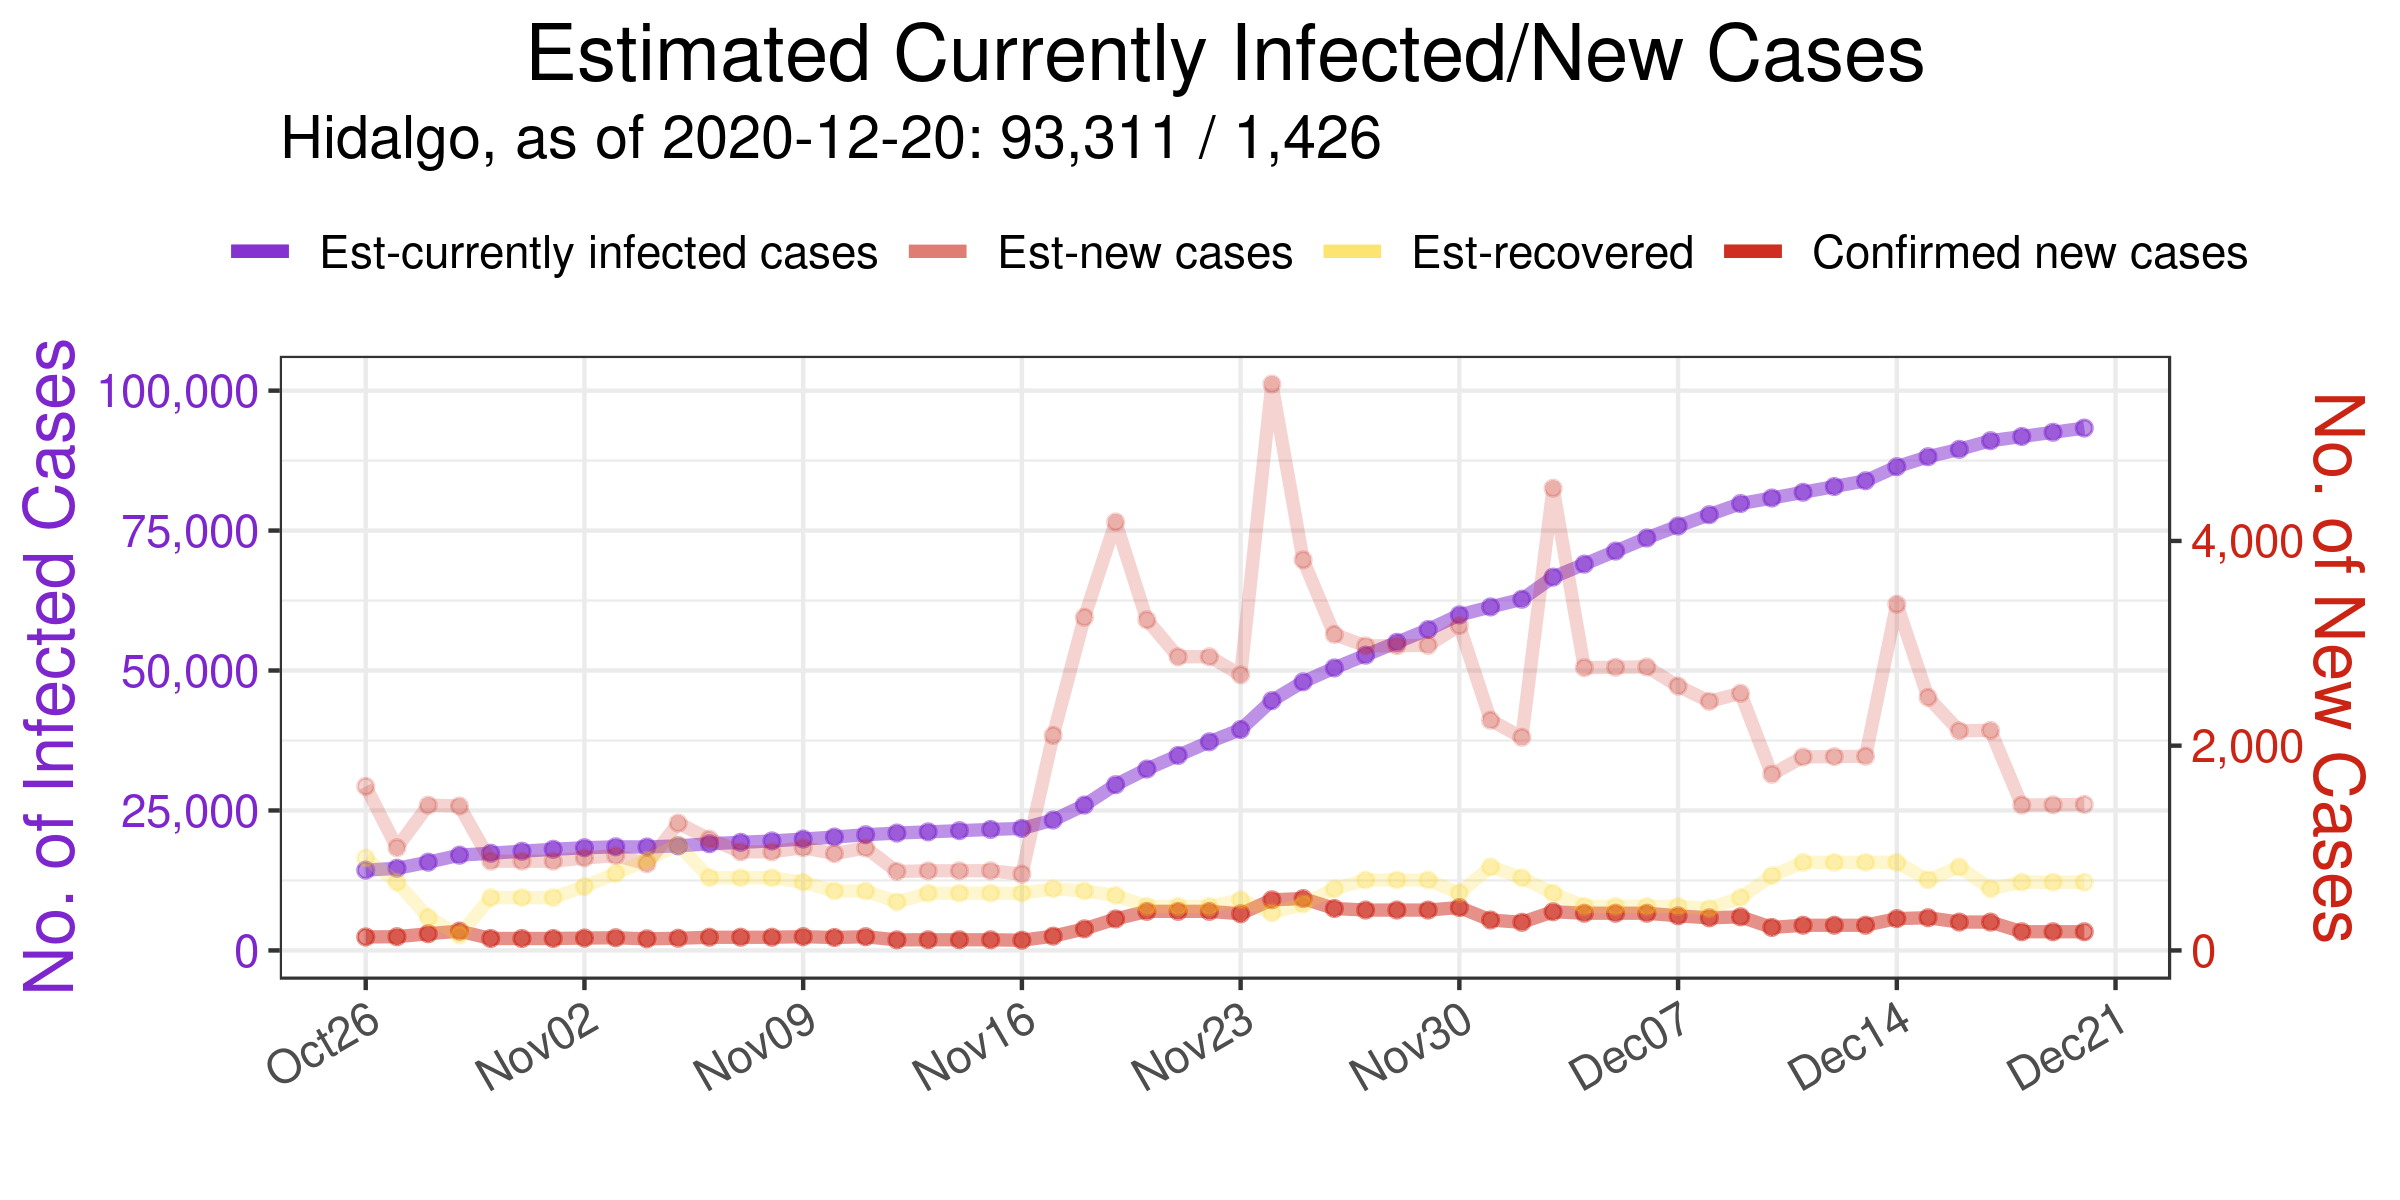 Estimated Currently Infected/New Cases
Hidalgo, as of 2020-12-20: 93,311 / 1,426
Est-currently infected cases
Est-new cases
Est-recovered
Confirmed new cases
No. of Infected Cases
100,000
75,000
50,000
25,000
0
4,000
2,000
0
No. of New Cases
Oct26
Nov02
Nov09
Nov16
Nov23
Nov30
Dec07
Dec14
Dec21